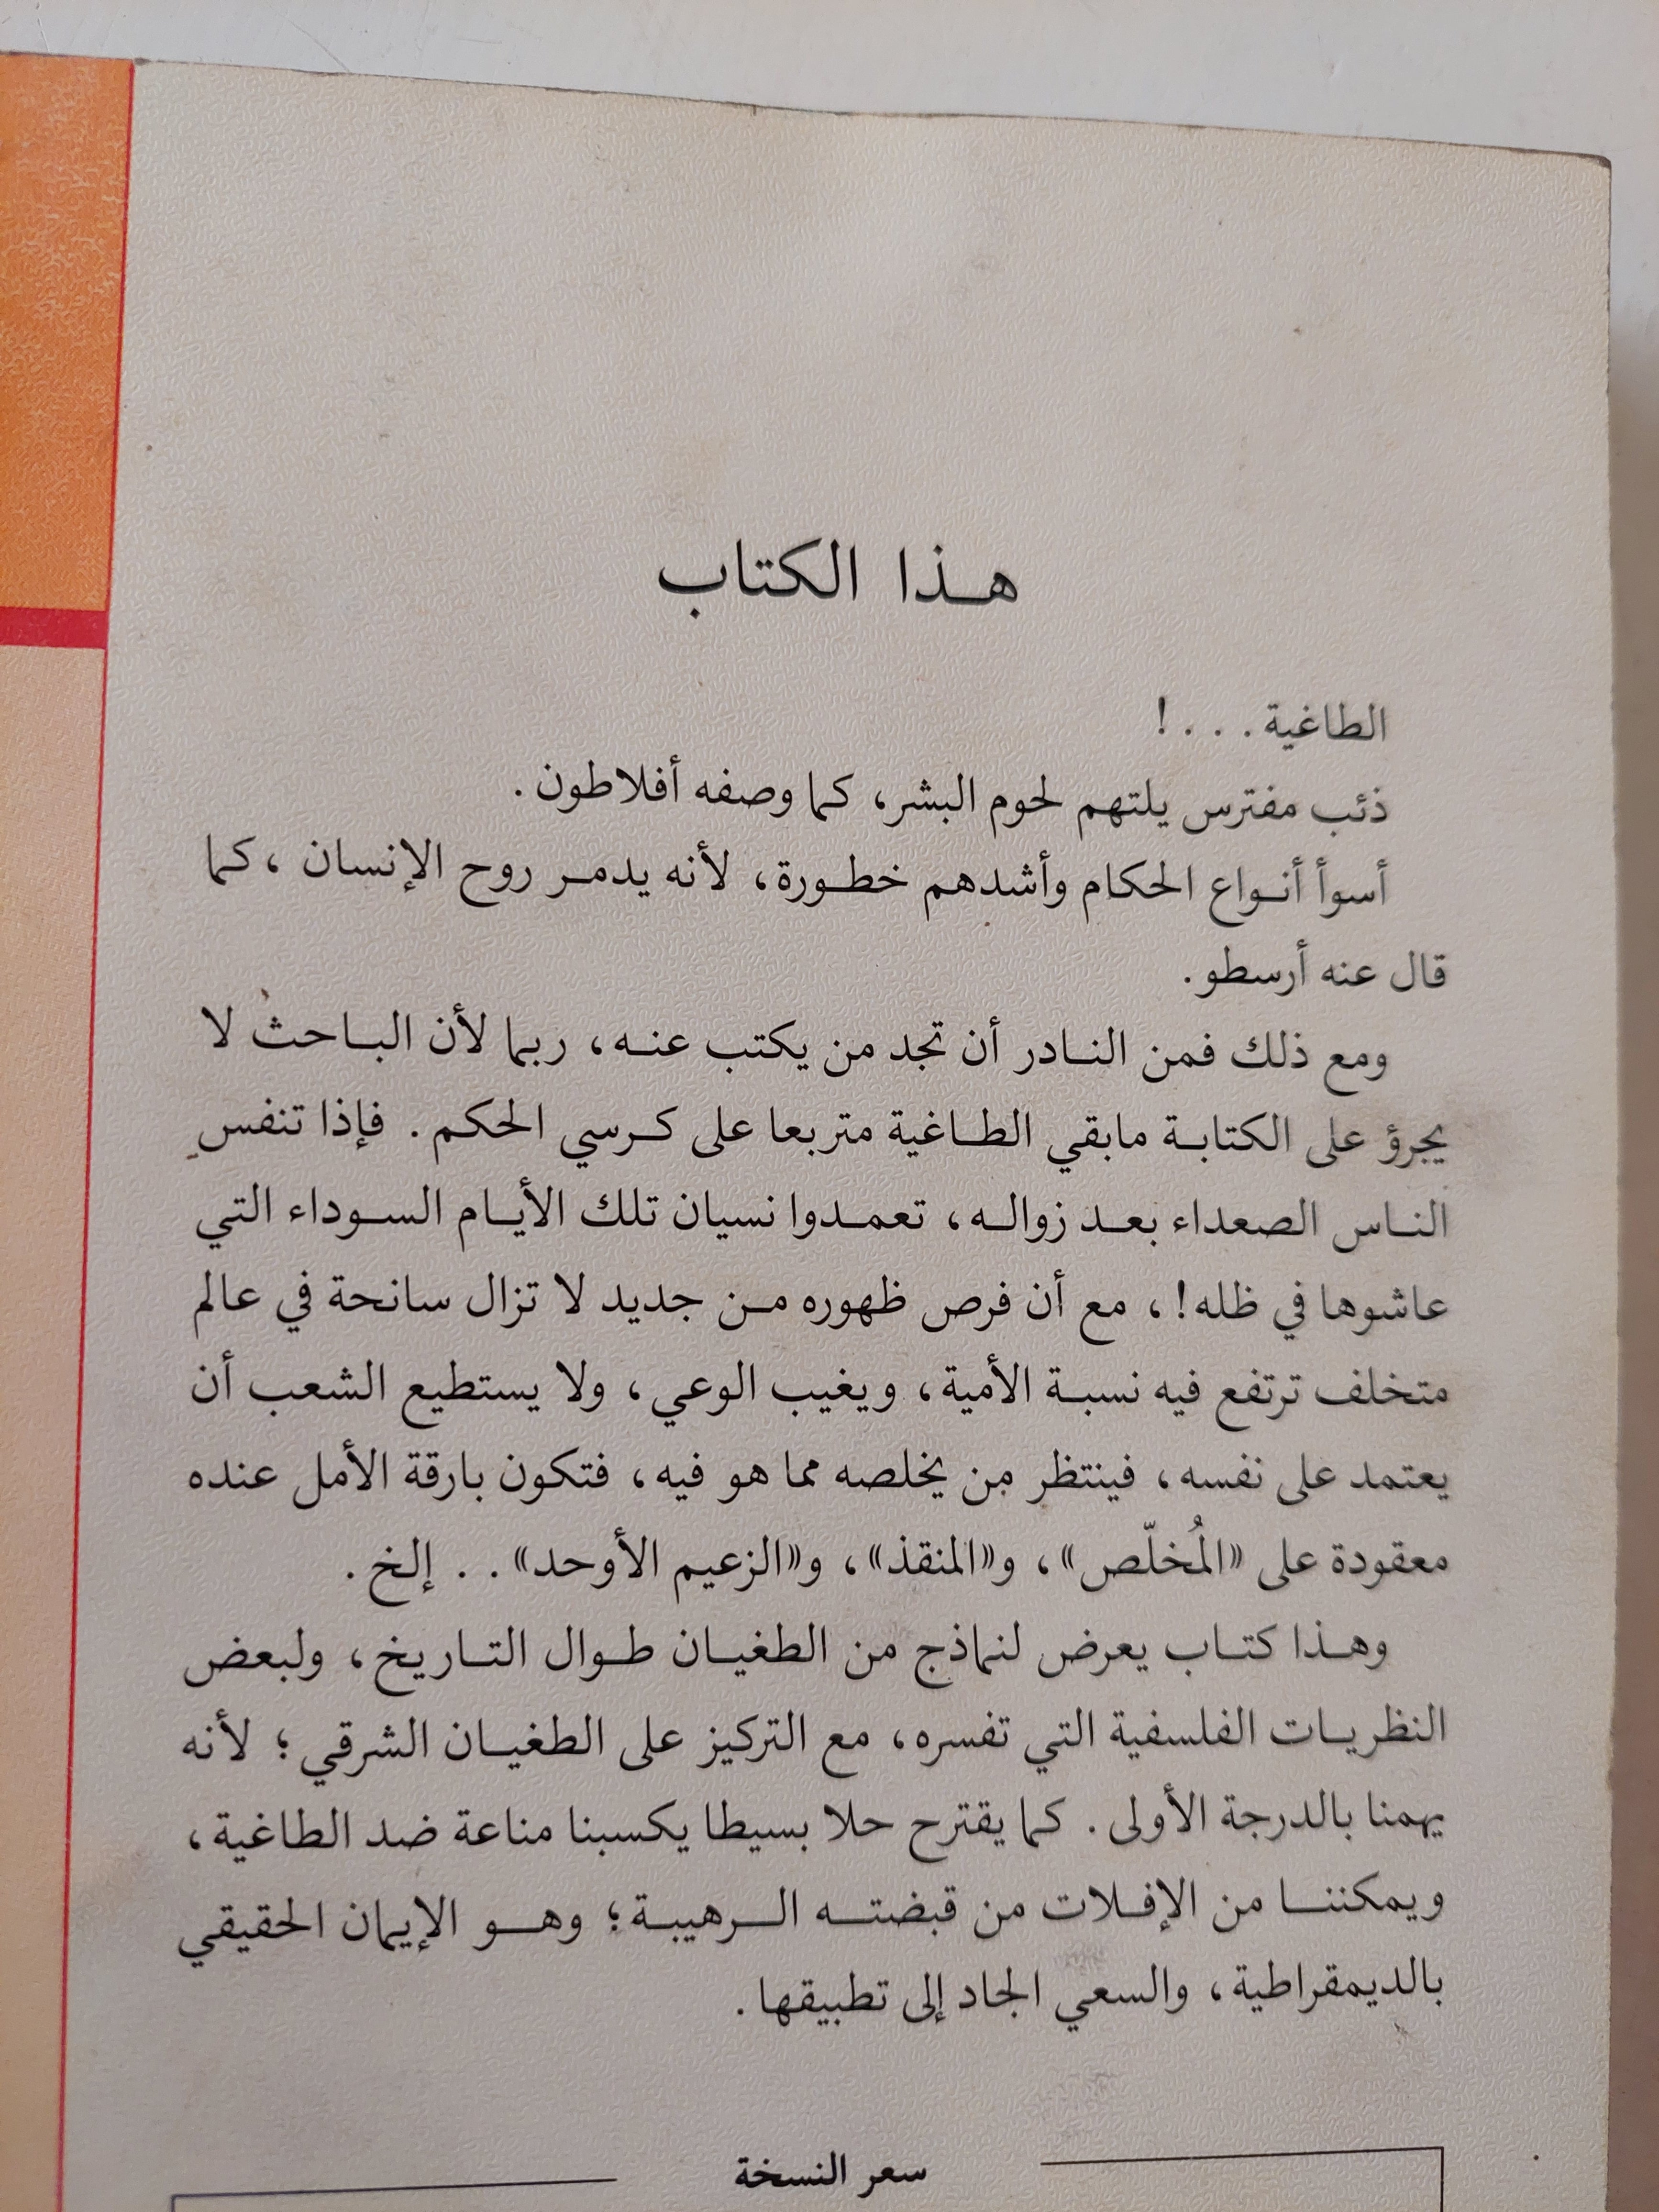 هـذا الكتاب
الطاغية. . . . !
ذئب مفترس يلتهم لحوم البشر، كما وصفه أفلاطون.
أسوأ أنـواع الحكام وأشدهم خطـورة، لأنه يدمـر روح الإنسان ،كـما
قال عنه أرسطو.
ومع ذلك فمن النـادر أن تجد من يكتب عنـه، ربـما لأن البـاحث لا
يجرؤ على الكتابـة مابقي الطـاغية متربعا على كـرسي الحكم. فإذا تنفس
النـاس الصعداء بعـد زوالـه، تعمـدوا نسيان تلك الأيـام السـوداء التي
عاشوها في ظله!، مع أن فرص ظهوره مـن جديد لا تزال سانحة في عالم
متخلف ترتفع فيه نسبـة الأمية، ويغيب الوعي، ولا يستطيع الشعب أن
يعتمد على نفسه، فينتظر من يخلصه مما هو فيه، فتكون بارقة الأمل عنده
معقودة على «المُخلّص»، و«المنقذ»، و«الزعيم الأوحد». . إلخ.
وهـذا كتـاب يعرض لنماذج من الطغيـان طـوال التـاريخ، ولبعض
النظريـات الفلسفية التي تفسره، مع التركيز على الطغيـان الشرقي؛ لأنه
يهمنا بالدرجة الأولى. كما يقترح حلا بسيطا يكسبنا مناعة ضد الطاغية،
ويمكننـا من الإفـلات من قبضتـه الـرهيبـة؛ وهـو الإيمان الحقيقي
بالديمقراطية، والسعي الجاد إلى تطبيقها.
سعر النسخة